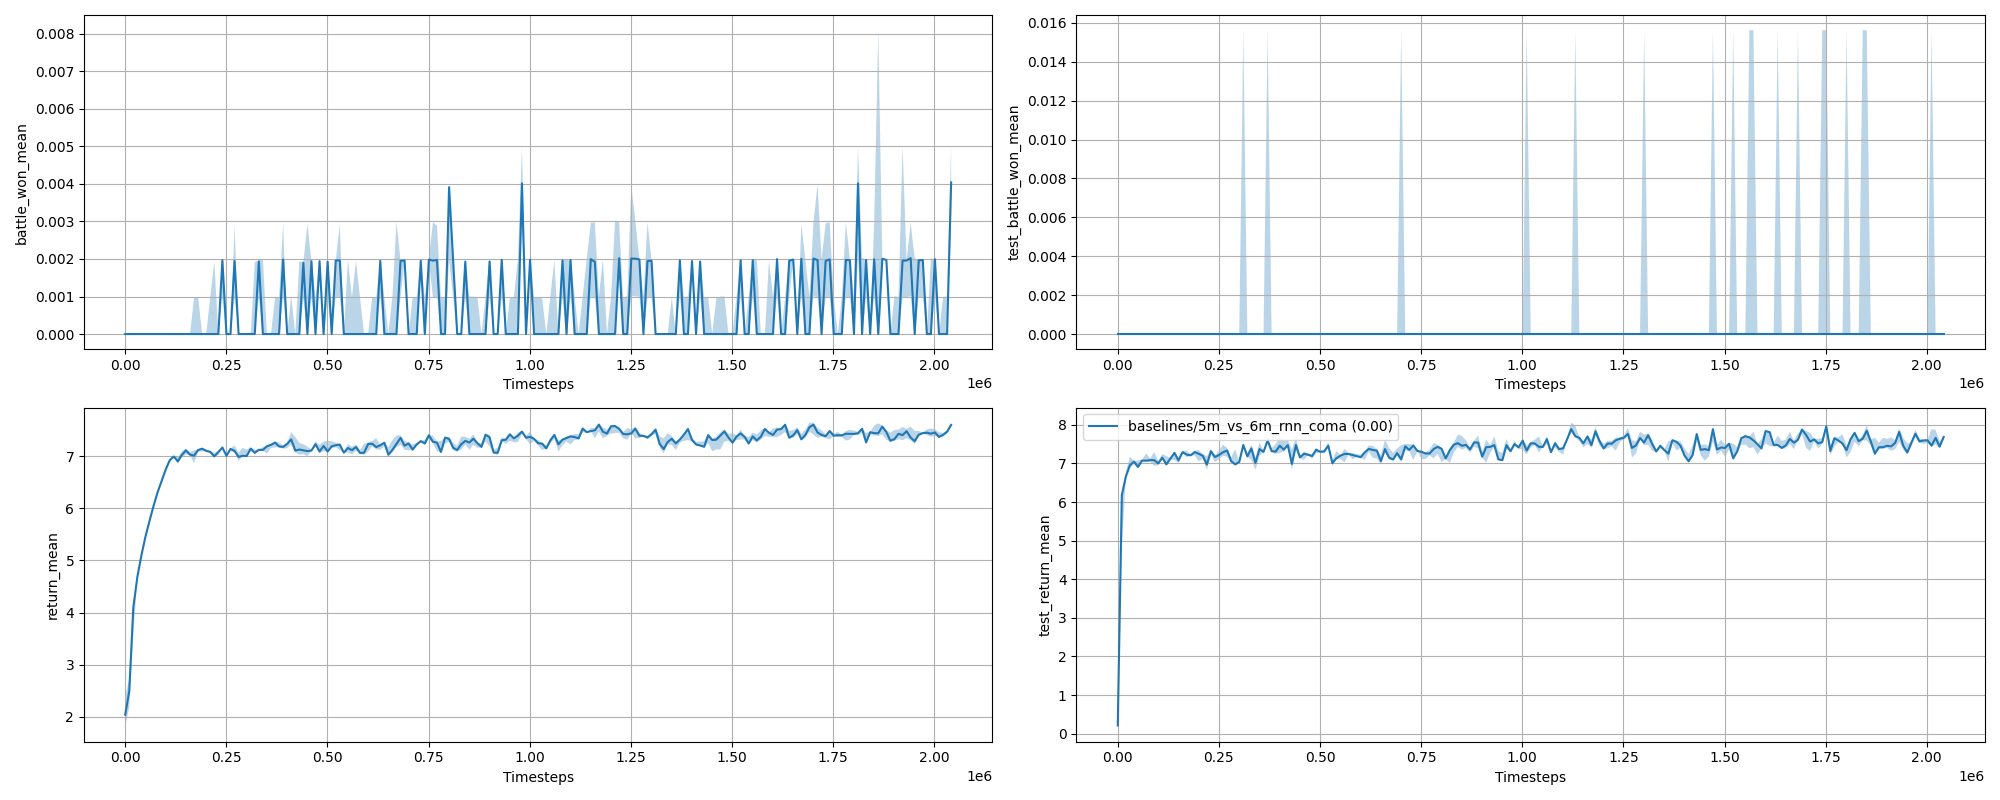 0.008
0.007
0.006
0.005
0.004
0.003
0.002
0.001
0.000
battle_won_mean
0.00 0.25 0.50 0.75 1.00 1.25 1.50 1.75 2.00
Timesteps
1e6
0.016
0.014
0.012
0.010
0.008
0.006
0.004
0.002
0.000
test_battle_won_mean
0.00 0.25 0.50 0.75 1.00 1.25 1.50 1.75 2.00
Timesteps
1e6
7
6
5
4
3
2
return_mean
0.00 0.25 0.50 0.75 1.00 1.25 1.50 1.75 2.00
Timesteps
1e6
baselines/5m_vs_6m_rnn_coma (0.00)
8
7
6
5
4
3
2
1
0
test_return_mean
0.00 0.25 0.50 0.75 1.00 1.25 1.50 1.75 2.00
Timesteps
1e6